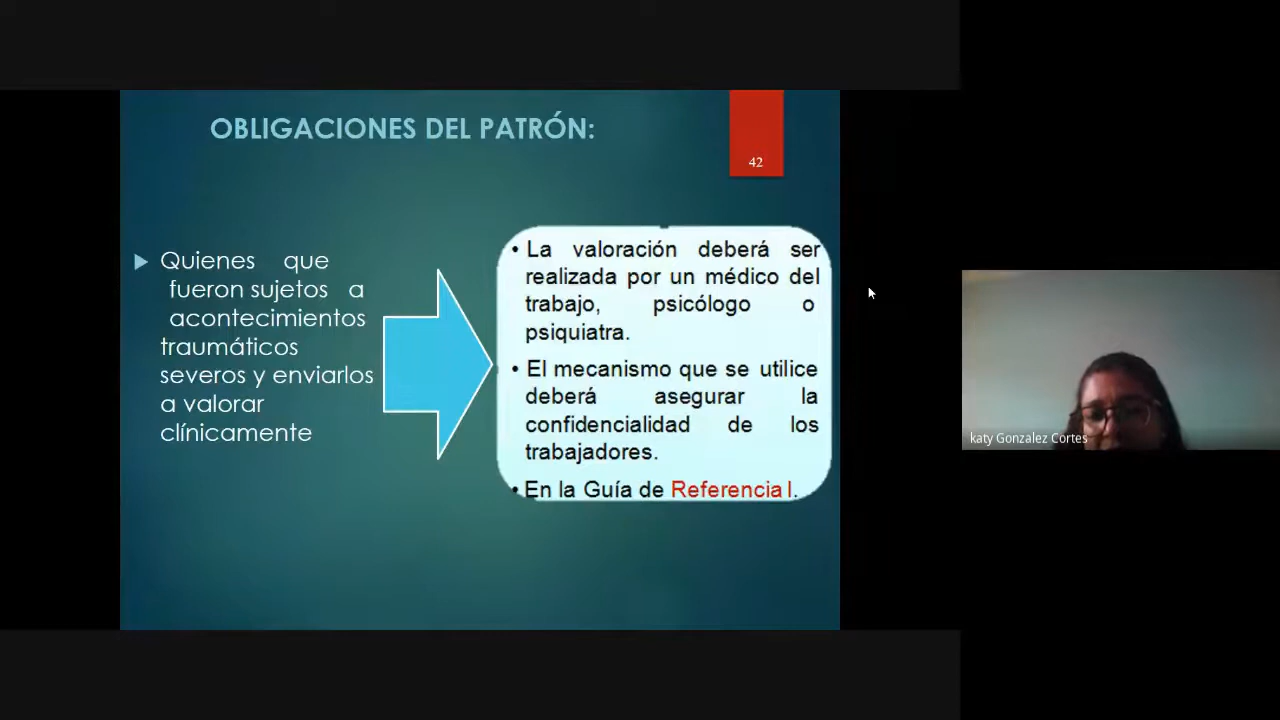 OBLIGACIONES DEL PATRÓN:
42
Quienes que
fueron sujetos a
acontecimientos
traumáticos
severos y enviarlos
a valorar
clínicamente
• La valoración deberá ser
realizada por un médico del
trabajo, psicólogo o
psiquiatra.
• El mecanismo que se utilice
deberá asegurar la
confidencialidad de los
trabajadores.
• En la Guía de Referencia I.
katy Gonzalez Cortes